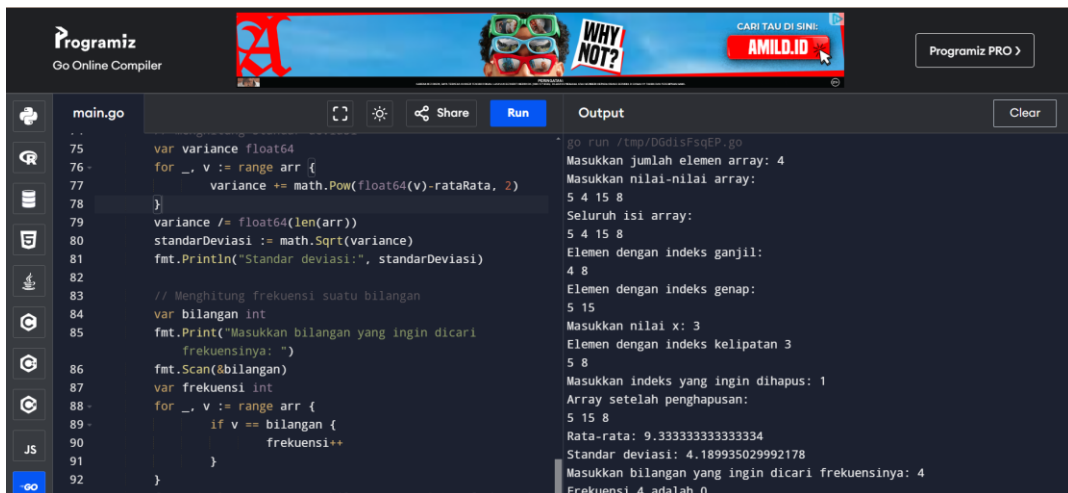 Programiz
Go Online Compiler
WHY
NOT?
CARI TAU DI SINI:
AMILD.ID
Programiz PRO >
main.go
Share
Run
Output
Clear
// Menghitung standar deviasi
75 var variance float64
76 for _, v := range arr {
77 variance += math.Pow(float64(v)-rataRata, 2)
78 }
79 variance /= float64(len(arr))
80 standarDeviasi := math.Sqrt(variance)
81 fmt.Println("Standar deviasi:", standarDeviasi)
82
83 // Menghitung frekuensi suatu bilangan
84 var bilangan int
85 fmt.Print("Masukkan bilangan yang ingin dicari
frekuensinya: ")
86 fmt.Scan(&bilangan)
87 var frekuensi int
88 for _, v := range arr {
89 if v == bilangan {
90 frekuensi++
91 }
92 }
JS
GO
go run /tmp/DGdisFsqEP.go
Masukkan jumlah elemen array: 4
Masukkan nilai-nilai array:
5 4 15 8
Seluruh isi array:
5 4 15 8
Elemen dengan indeks ganjil:
4 8
Elemen dengan indeks genap:
5 15
Masukkan nilai x: 3
Elemen dengan indeks kelipatan 3
5 8
Masukkan indeks yang ingin dihapus: 1
Array setelah penghapusan:
5 15 8
Rata-rata: 9.333333333333334
Standar deviasi: 4.189935029992178
Masukkan bilangan yang ingin dicari frekuensinya: 4
Frekuensi 4 adalah 0